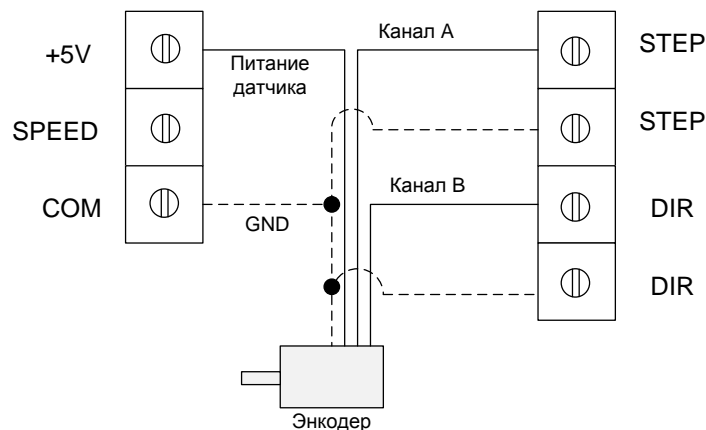 +5V
SPEED
COM
Питание
датчика
GND
Канал A
Канал B
STEP
STEP
DIR
DIR
Энкодер